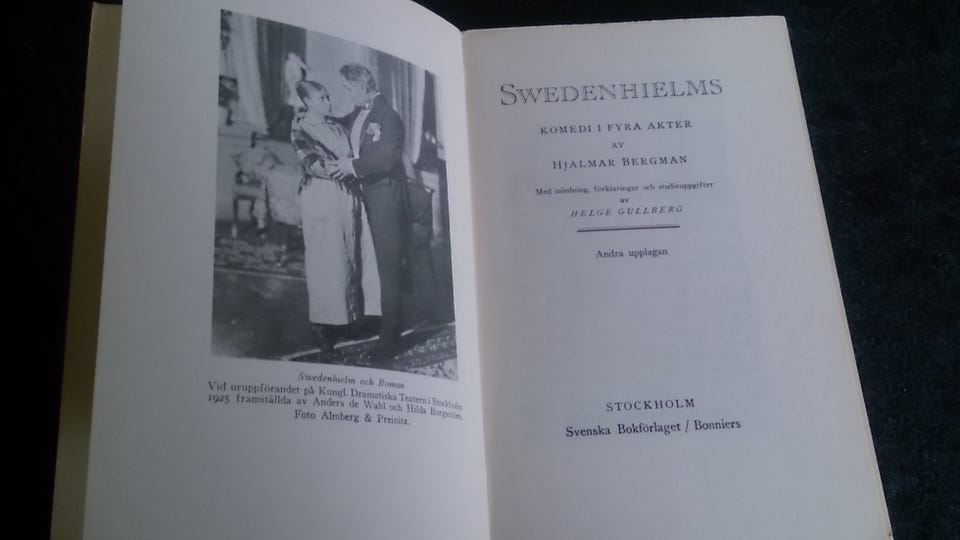 Swedenhielm och Boman
Vid uruppförandet på Kungl. Dramatiska Teatern i Stockholm
1925 framställda av Anders de Wahl och Hilda Borgström.
Foto Almberg & Preinitz.
SWEDENHIELMS
KOMEDI I FYRA AKTER
AV
HJALMAR BERGMAN
Med inledning, förklaringar och studieuppgifter
av
HELGE GULLBERG
Andra upplagan
STOCKHOLM
Svenska Bokförlaget / Bonniers